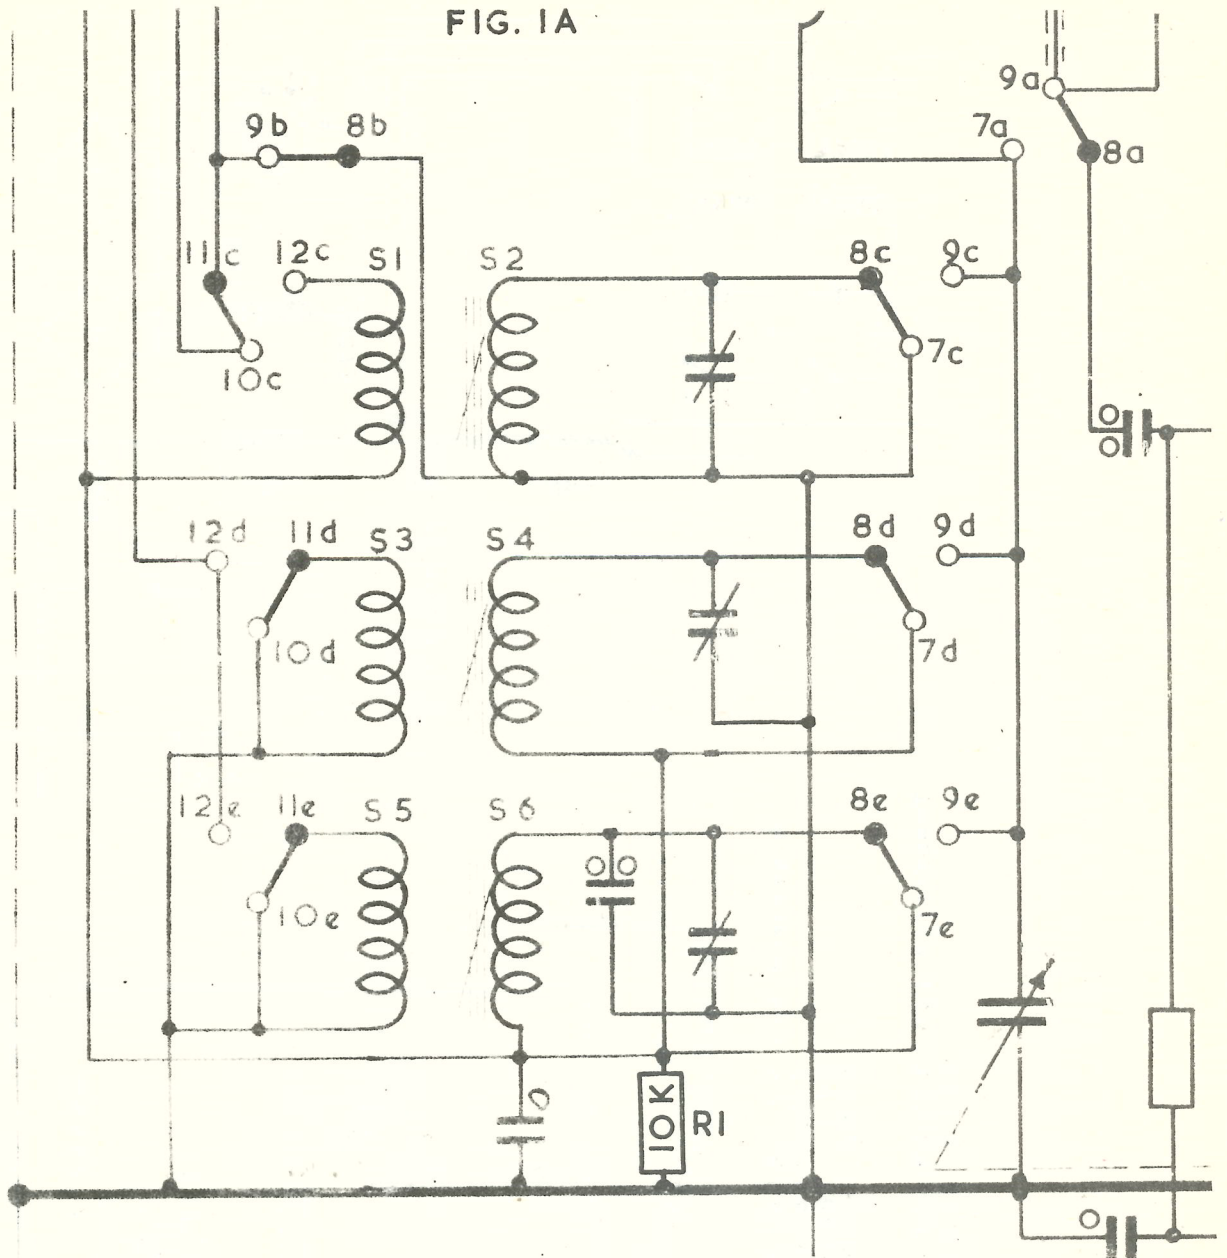 FIG. 1A
9a
7a
8a
9b 8b
11c 12c S1 S2 8c 9c
10c
7c
12d 11d S3 S4 8d 9d
10d
7d
12e 11e S5 S6 8e 9e
10e
7e
10K
R1